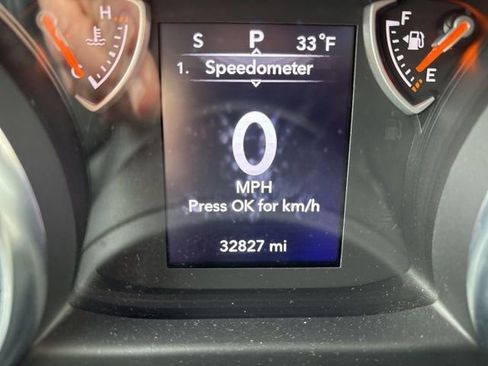 H
F
S P 33°F
1. Speedometer
E
0
MPH
Press OK for km/h
32827 mi